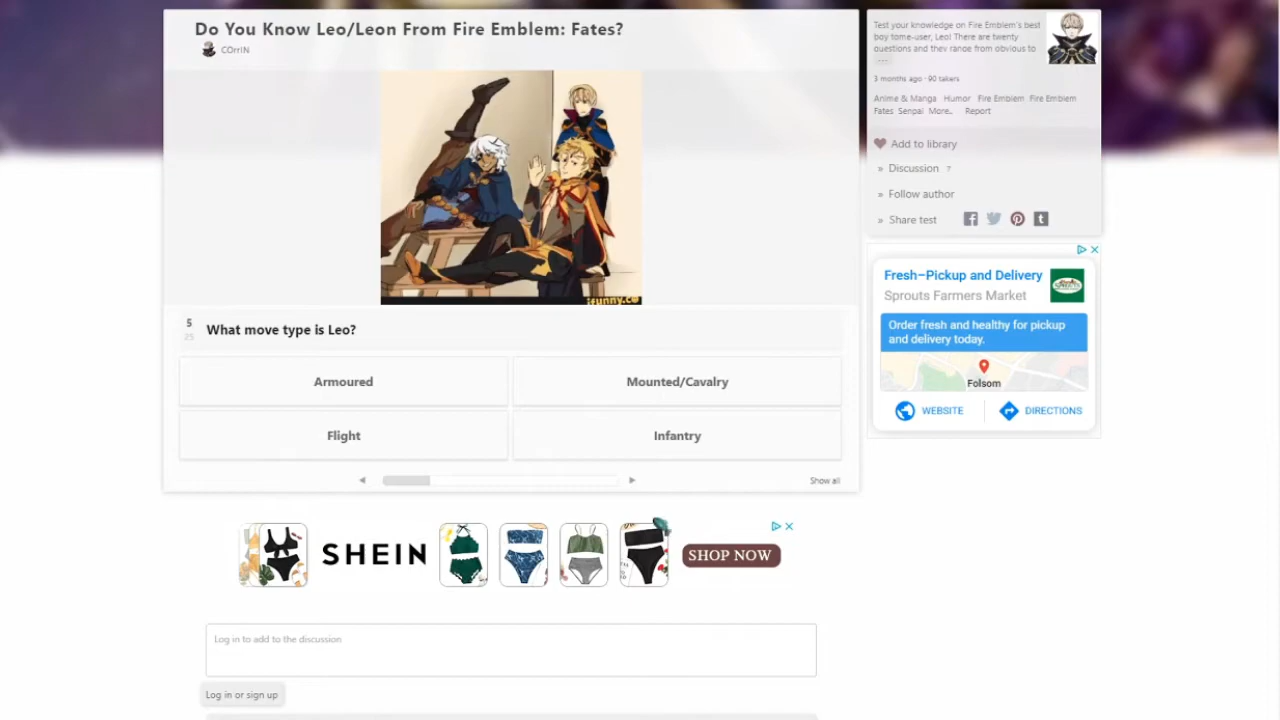 Do You Know Leo/Leon From Fire Emblem: Fates?
C0rrIN
ifunny.ce
5
25
What move type is Leo?
Armoured
Mounted/Cavalry
Flight
Infantry
Show all
SHEIN
SHOP NOW
Log in to add to the discussion
Log in or sign up
Test your knowledge on Fire Emblem's best
boy tome-user, Leo! There are twenty
questions and they range from obvious to
...
3 months ago · 90 takers
Anime & Manga Humor Fire Emblem Fire Emblem
Fates Senpai More.. Report
Add to library
» Discussion 7
» Follow author
» Share test
Fresh-Pickup and Delivery
Sprouts Farmers Market
Order fresh and healthy for pickup
and delivery today.
Folsom
WEBSITE
DIRECTIONS